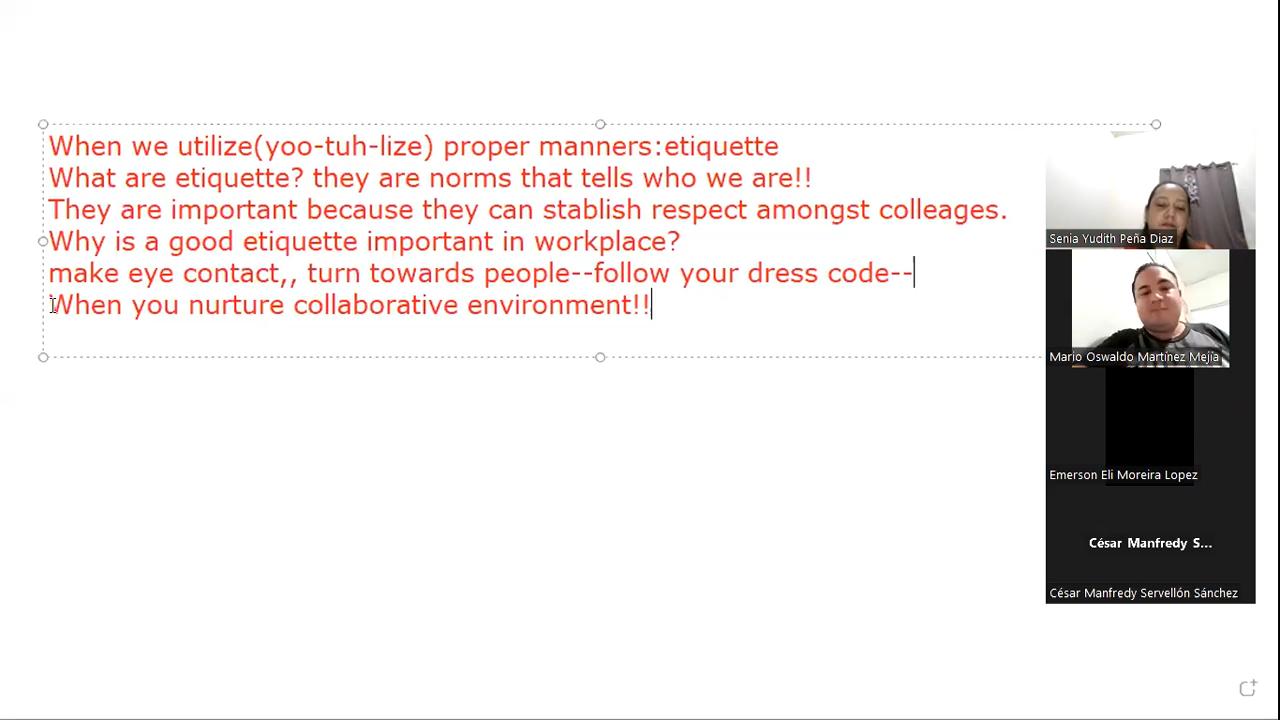 When we utilize(yoo-tuh-lize) proper manners:etiquette
What are etiquette? they are norms that tells who we are!!
They are important because they can stablish respect amongst colleages.
Why is a good etiquette important in workplace?
make eye contact,, turn towards people--follow your dress code--
When you nurture collaborative environment!!
Senia Yudith Peña Diaz
Mario Oswaldo Martínez Mejía
Emerson Eli Moreira Lopez
César Manfredy S...
César Manfredy Servellón Sánchez